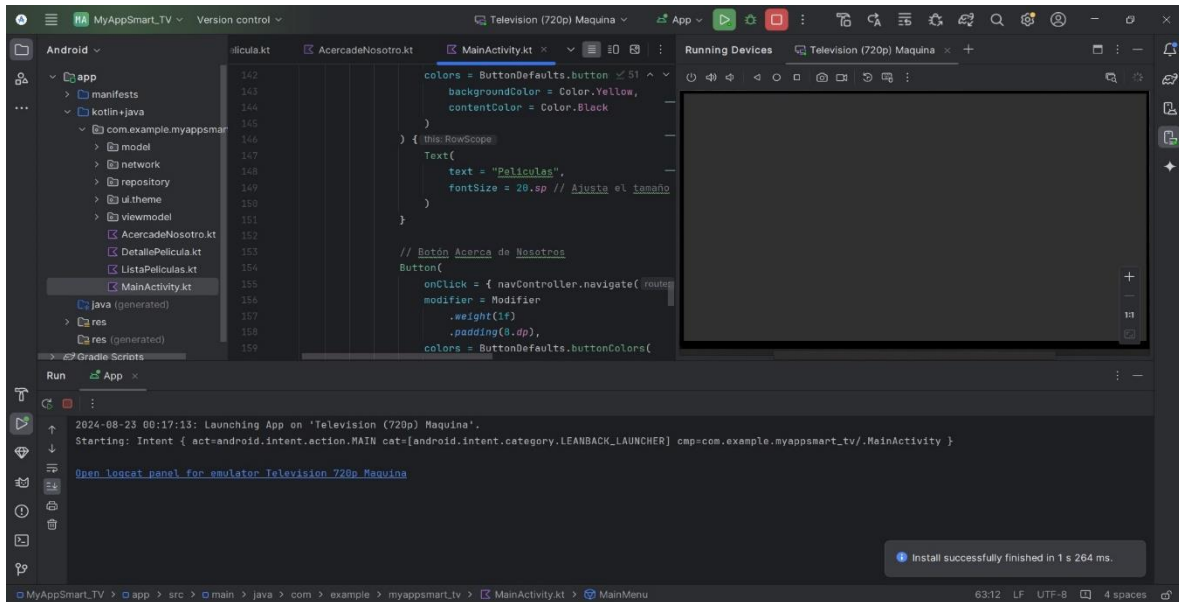 MA MyAppSmart_TV Version control Television (720p) Maquina App
Android
elicula.kt AcercadeNosotro.kt MainActivity.kt
Running Devices Television (720p) Maquina
app
manifests
kotlin+java
com.example.myappsmar
model
network
repository
ui.theme
viewmodel
AcercadeNosotro.kt
DetallePelicula.kt
ListaPeliculas.kt
MainActivity.kt
java (generated)
res
res (generated)
Gradle Scripts
51
142 colors = ButtonDefaults.button
143 backgroundColor = Color.Yellow,
144 contentColor = Color.Black
145 )
146 ) { this: RowScope
147 Text(
148 text = "Peliculas",
149 fontSize = 20.sp // Ajusta el tamaño
150 )
151 }
152
153 // Botón Acerca de Nosotros
154 Button(
155 onClick = { navController.navigate( route:
156 modifier = Modifier
157 .weight(1f)
158 .padding(8.dp),
159 colors = ButtonDefaults.buttonColors(
1:1
Run App
2024-08-23 00:17:13: Launching App on 'Television (720p) Maquina'.
Starting: Intent { act=android.intent.action.MAIN cat=[android.intent.category.LEANBACK_LAUNCHER] cmp=com.example.myappsmart_tv/.MainActivity }
Open logcat panel for emulator Television 720p Maquina
Install successfully finished in 1 s 264 ms.
MyAppSmart_TV > app > src > main > java > com > example > myappsmart_tv > MainActivity.kt > MainMenu 63:12 LF UTF-8 4 spaces